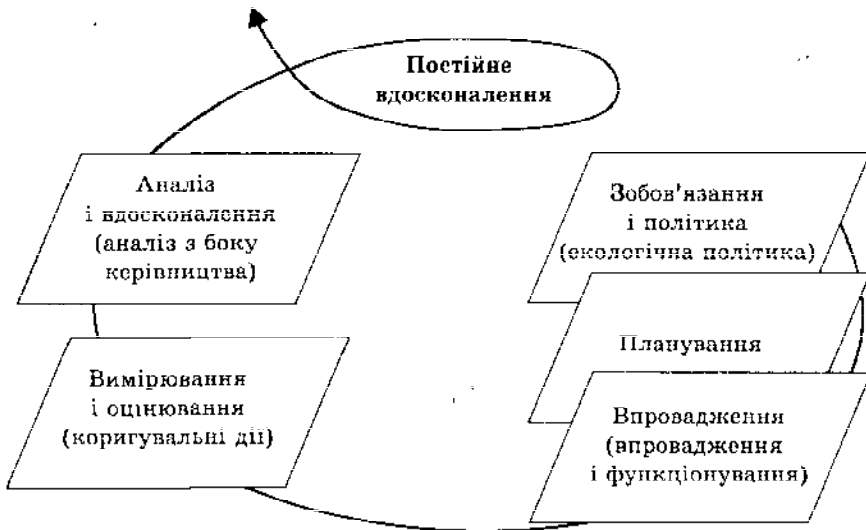 Постійне
вдосконалення
Аналіз
і вдосконалення
(аналіз з боку
керівництва)
Зобов'язання
і політика
(екологічна політика)
Планування
Вимірювання
і оцінювання
(коригувальні дії)
Впровадження
(впровадження
і функціонування)